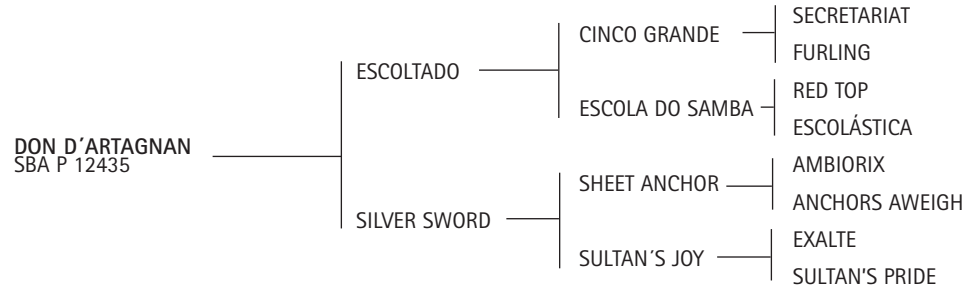 DON D´ARTAGNAN
SBA P 12435
ESCOLTADO
SILVER SWORD
CINCO GRANDE
ESCOLA DO SAMBA
SHEET ANCHOR
SULTAN´S JOY
SECRETARIAT
FURLING
RED TOP
ESCOLÁSTICA
AMBIORIX
ANCHORS AWEIGH
EXALTE
SULTAN'S PRIDE